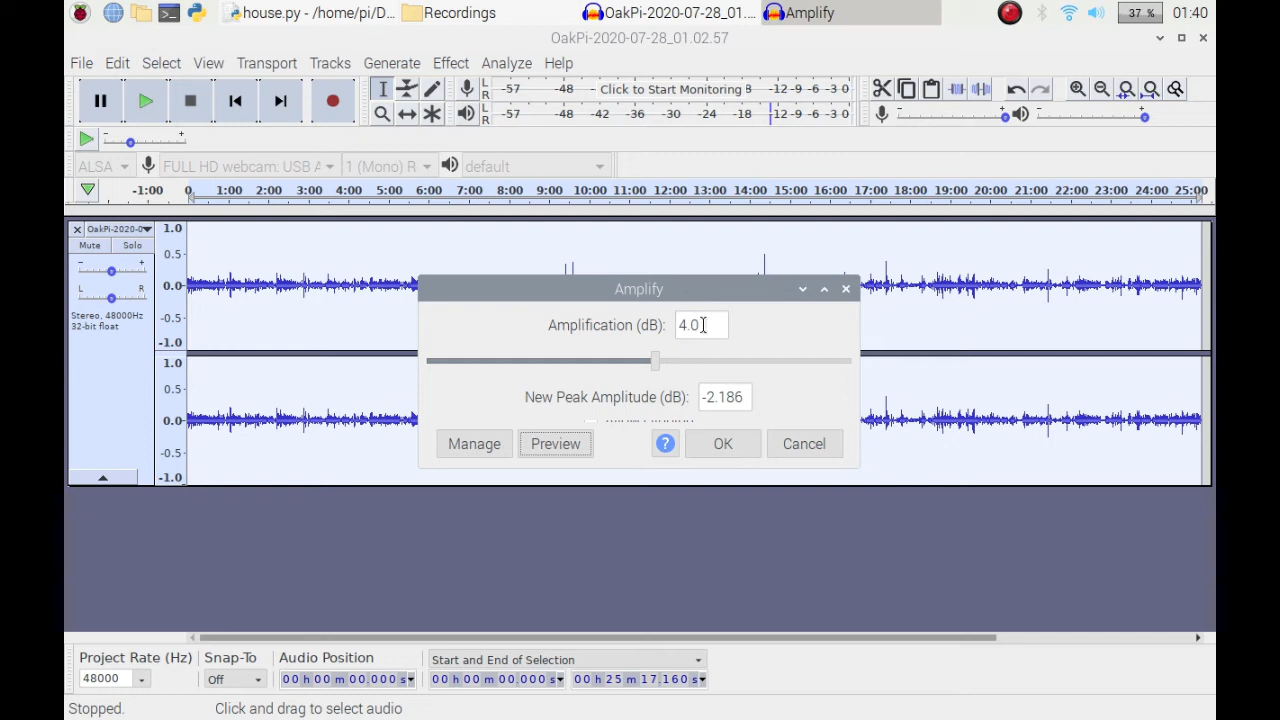 house.py - /home/pi/D... Recordings OakPi-2020-07-28_01.... Amplify 37 % 01:40
OakPi-2020-07-28_01.02.57
File Edit Select View Transport Tracks Generate Effect Analyze Help
L R -57 -48 Click to Start Monitoring 8 -12 -9 -6 -3 0
L R -57 -48 -42 -36 -30 -24 -18 -12 -9 -6 -3 0
- +
ALSA FULL HD webcam: USB A 1 (Mono) R default
-1:00 0 1:00 2:00 3:00 4:00 5:00 6:00 7:00 8:00 9:00 10:00 11:00 12:00 13:00 14:00 15:00 16:00 17:00 18:00 19:00 20:00 21:00 22:00 23:00 24:00 25:00
OakPi-2020-0 1.0
Mute Solo
- + 0.5
L R 0.0
Stereo, 48000Hz -0.5
32-bit float
-1.0
1.0
0.5
0.0
-0.5
-1.0
Amplify
Amplification (dB): 4.0
New Peak Amplitude (dB): -2.186
Manage Preview ? OK Cancel
Project Rate (Hz) Snap-To Audio Position Start and End of Selection
48000 Off 00 h 00 m 00.000 s 00 h 00 m 00.000 s 00 h 25 m 17.160 s
Stopped. Click and drag to select audio